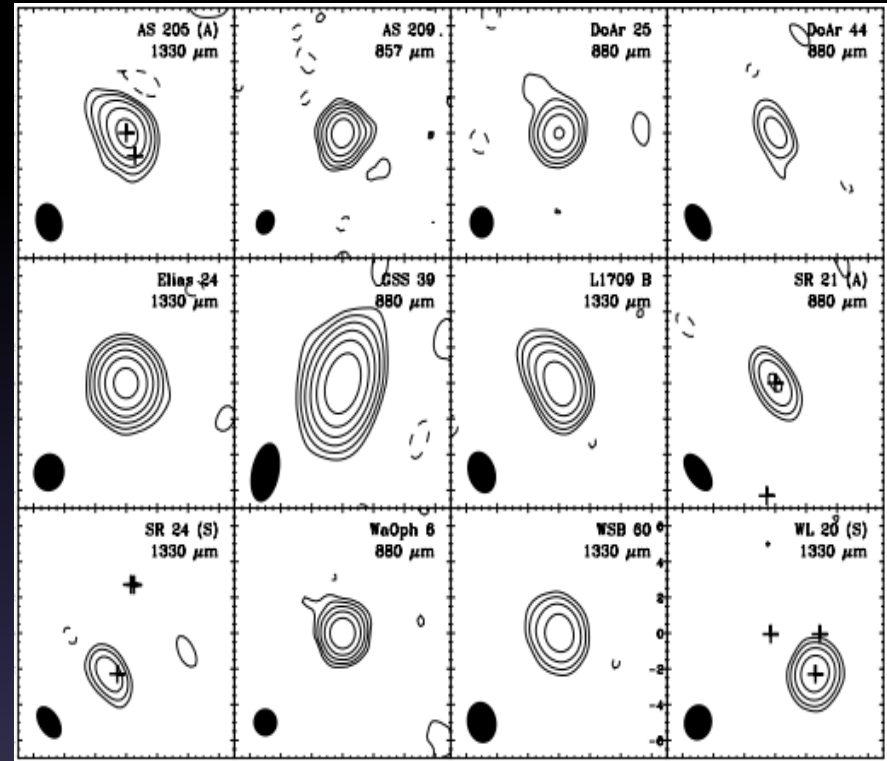 AS 205 (A)
1330 μm
AS 209
857 μm
DoAr 25
880 μm
DoAr 44
880 μm
Elias 24
1330 μm
GSS 39
880 μm
L1709 B
1330 μm
SR 21 (A)
880 μm
SR 24 (S)
1330 μm
WaOph 6
880 μm
WSB 60
1330 μm
WL 20 (S)
1330 μm
6
4
2
0
-2
-4
-6